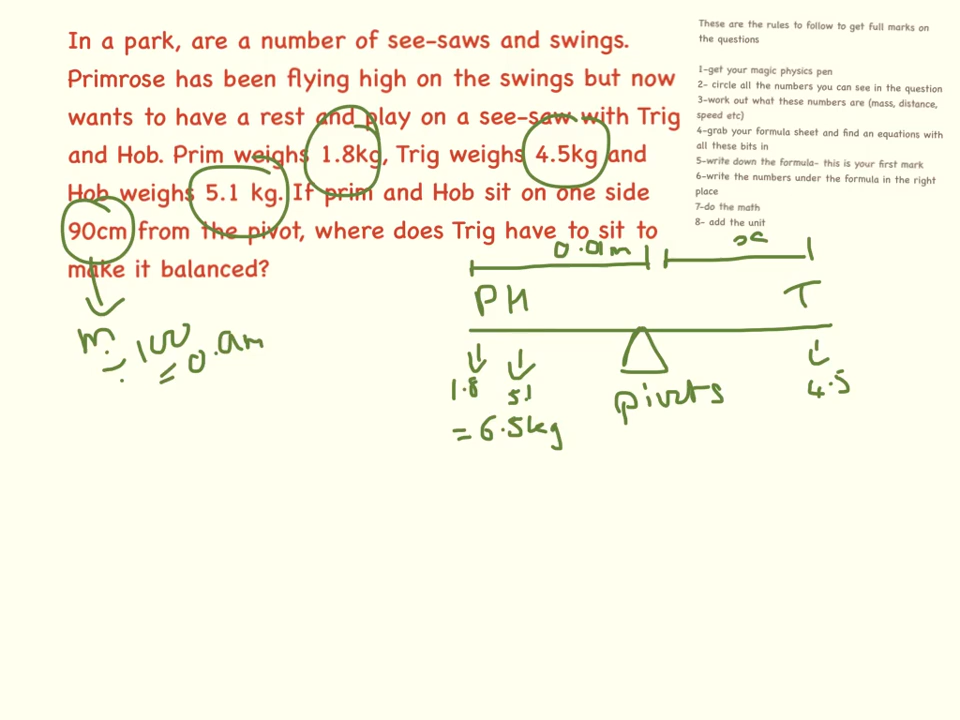 In a park, are a number of see-saws and swings.
Primrose has been flying high on the swings but now
wants to have a rest and play on a see-saw with Trig
and Hob. Prim weighs 1.8kg, Trig weighs 4.5kg and
Hob weighs 5.1 kg. If prim and Hob sit on one side
90cm from the pivot, where does Trig have to sit to
make it balanced?
These are the rules to follow to get full marks on
the questions
1-get your magic physics pen
2- circle all the numbers you can see in the question
3-work out what these numbers are (mass, distance,
speed etc)
4-grab your formula sheet and find an equations with
all these bits in
5-write down the formula- this is your first mark
6-write the numbers under the formula in the right
place
7-do the math
8- add the unit
m ÷ 100
= 0.9m
x
PH
T
1.8 5.1
4.5
pivots
= 6.5kg